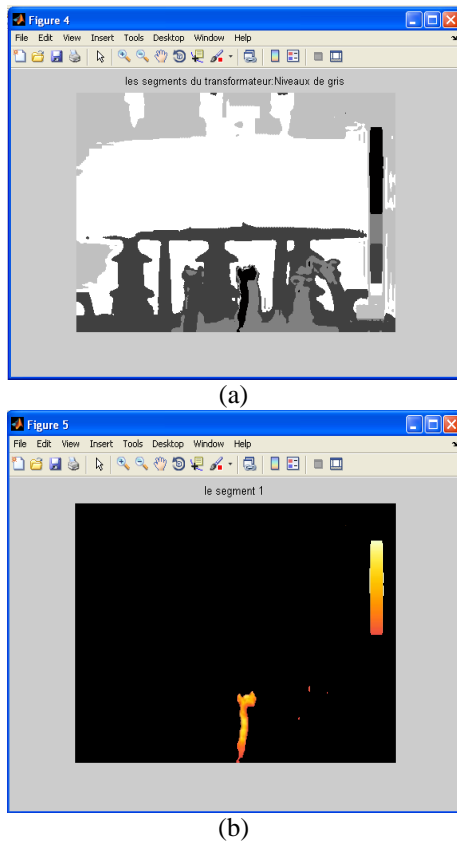 Figure 4
File Edit View Insert Tools Desktop Window Help
les segments du transformateur:Niveaux de gris
(a)
Figure 5
File Edit View Insert Tools Desktop Window Help
le segment 1
(b)